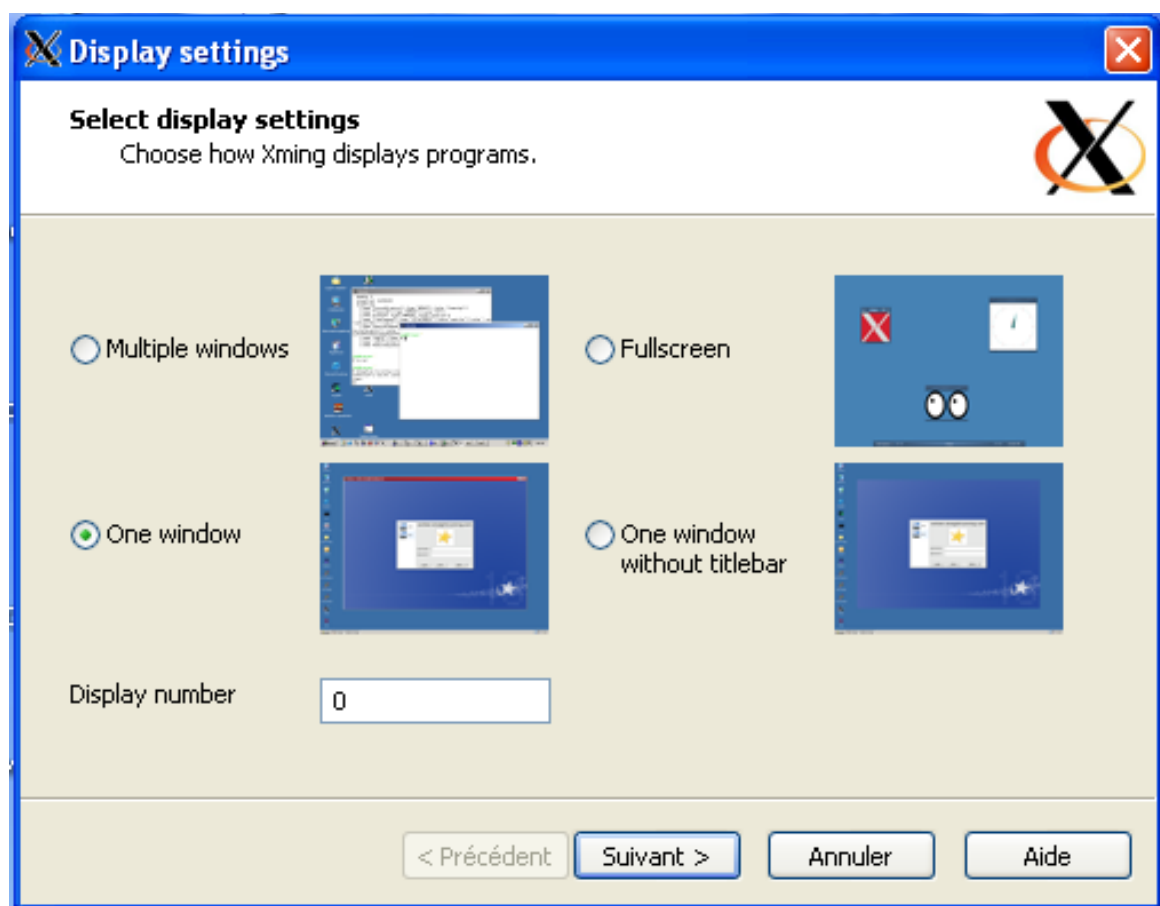 Display settings
Select display settings
Choose how Xming displays programs.
Multiple windows
Fullscreen
One window
One window
without titlebar
Display number
0
< Précédent
Suivant >
Annuler
Aide